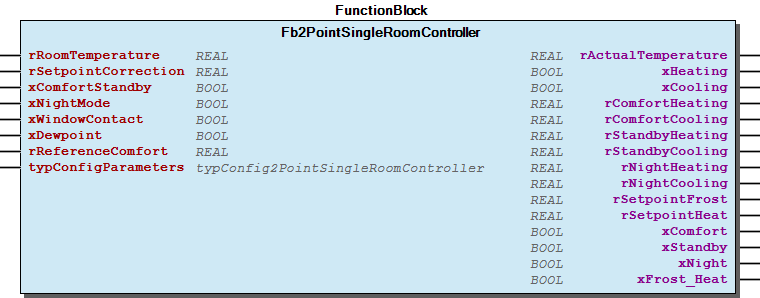 FunctionBlock
Fb2PointSingleRoomController
rRoomTemperature REAL REAL rActualTemperature
rSetpointCorrection REAL BOOL xHeating
xComfortStandby BOOL BOOL xCooling
xNightMode BOOL REAL rComfortHeating
xWindowContact BOOL REAL rComfortCooling
xDewpoint BOOL REAL rStandbyHeating
rReferenceComfort REAL REAL rStandbyCooling
typConfigParameters typConfig2PointSingleRoomController REAL rNightHeating
REAL rNightCooling
REAL rSetpointFrost
REAL rSetpointHeat
BOOL xComfort
BOOL xStandby
BOOL xNight
BOOL xFrost_Heat